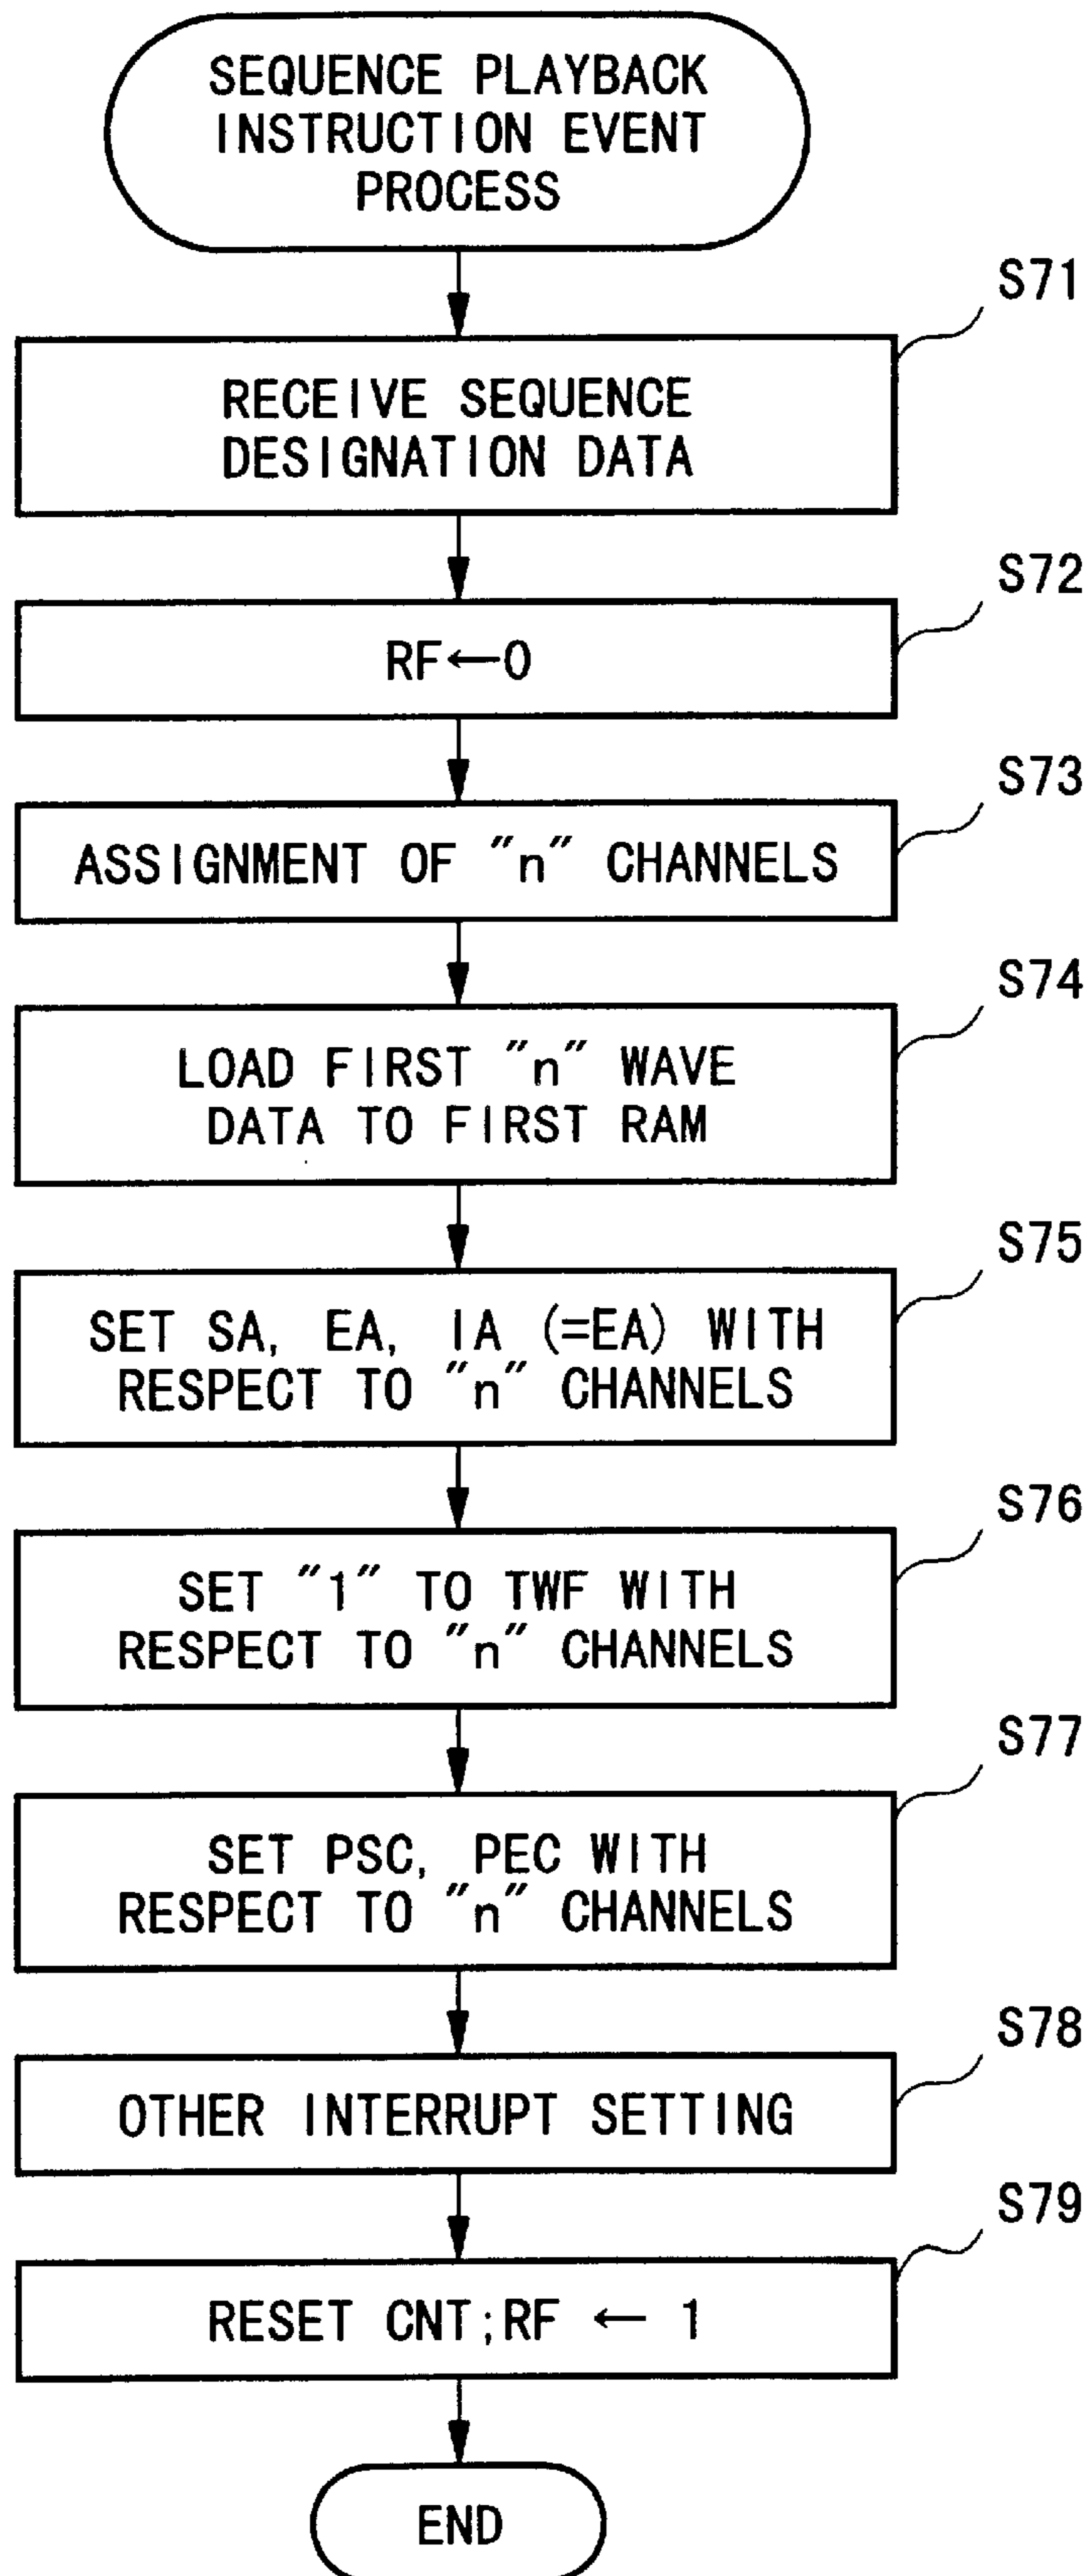 SEQUENCE PLAYBACK
INSTRUCTION EVENT
PROCESS
S71
RECEIVE SEQUENCE
DESIGNATION DATA
S72
RF←0
S73
ASSIGNMENT OF "n" CHANNELS
S74
LOAD FIRST "n" WAVE
DATA TO FIRST RAM
S75
SET SA, EA, IA (=EA) WITH
RESPECT TO "n" CHANNELS
S76
SET "1" TO TWF WITH
RESPECT TO "n" CHANNELS
S77
SET PSC, PEC WITH
RESPECT TO "n" CHANNELS
S78
OTHER INTERRUPT SETTING
S79
RESET CNT;RF ← 1
END